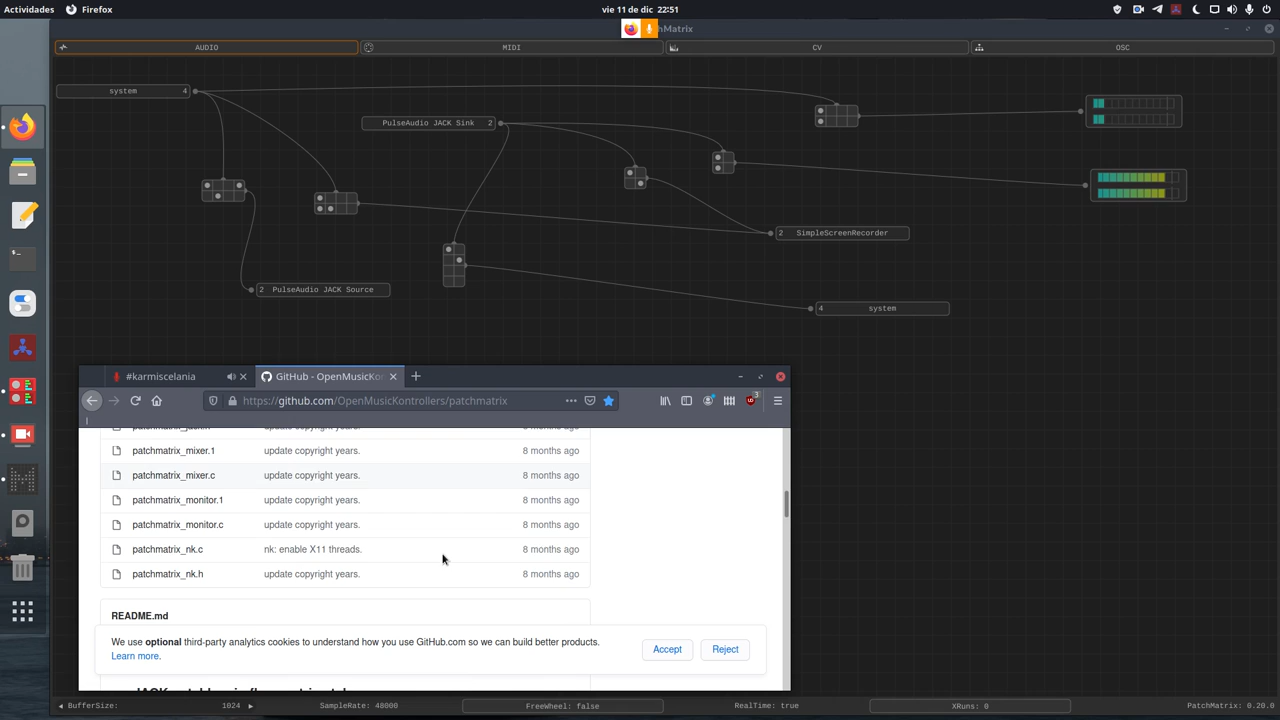 Actividades Firefox vie 11 de dic 22:51
AUDIO MIDI CV OSC
system 4
PulseAudio JACK Sink 2
2 SimpleScreenRecorder
2 PulseAudio JACK Source
4 system
#karmiscelania GitHub - OpenMusicKo
https://github.com/OpenMusicKontrollers/patchmatrix
3
8 months ago
patchmatrix_mixer.1 update copyright years. 8 months ago
patchmatrix_mixer.c update copyright years. 8 months ago
patchmatrix_monitor.1 update copyright years. 8 months ago
patchmatrix_monitor.c update copyright years. 8 months ago
patchmatrix_nk.c nk: enable X11 threads. 8 months ago
patchmatrix_nk.h update copyright years. 8 months ago
README.md
We use optional third-party analytics cookies to understand how you use GitHub.com so we can build better products.
Learn more.
Accept Reject
BufferSize: 1024 SampleRate: 48000 FreeWheel: false RealTime: true XRuns: 0 PatchMatrix: 0.20.0